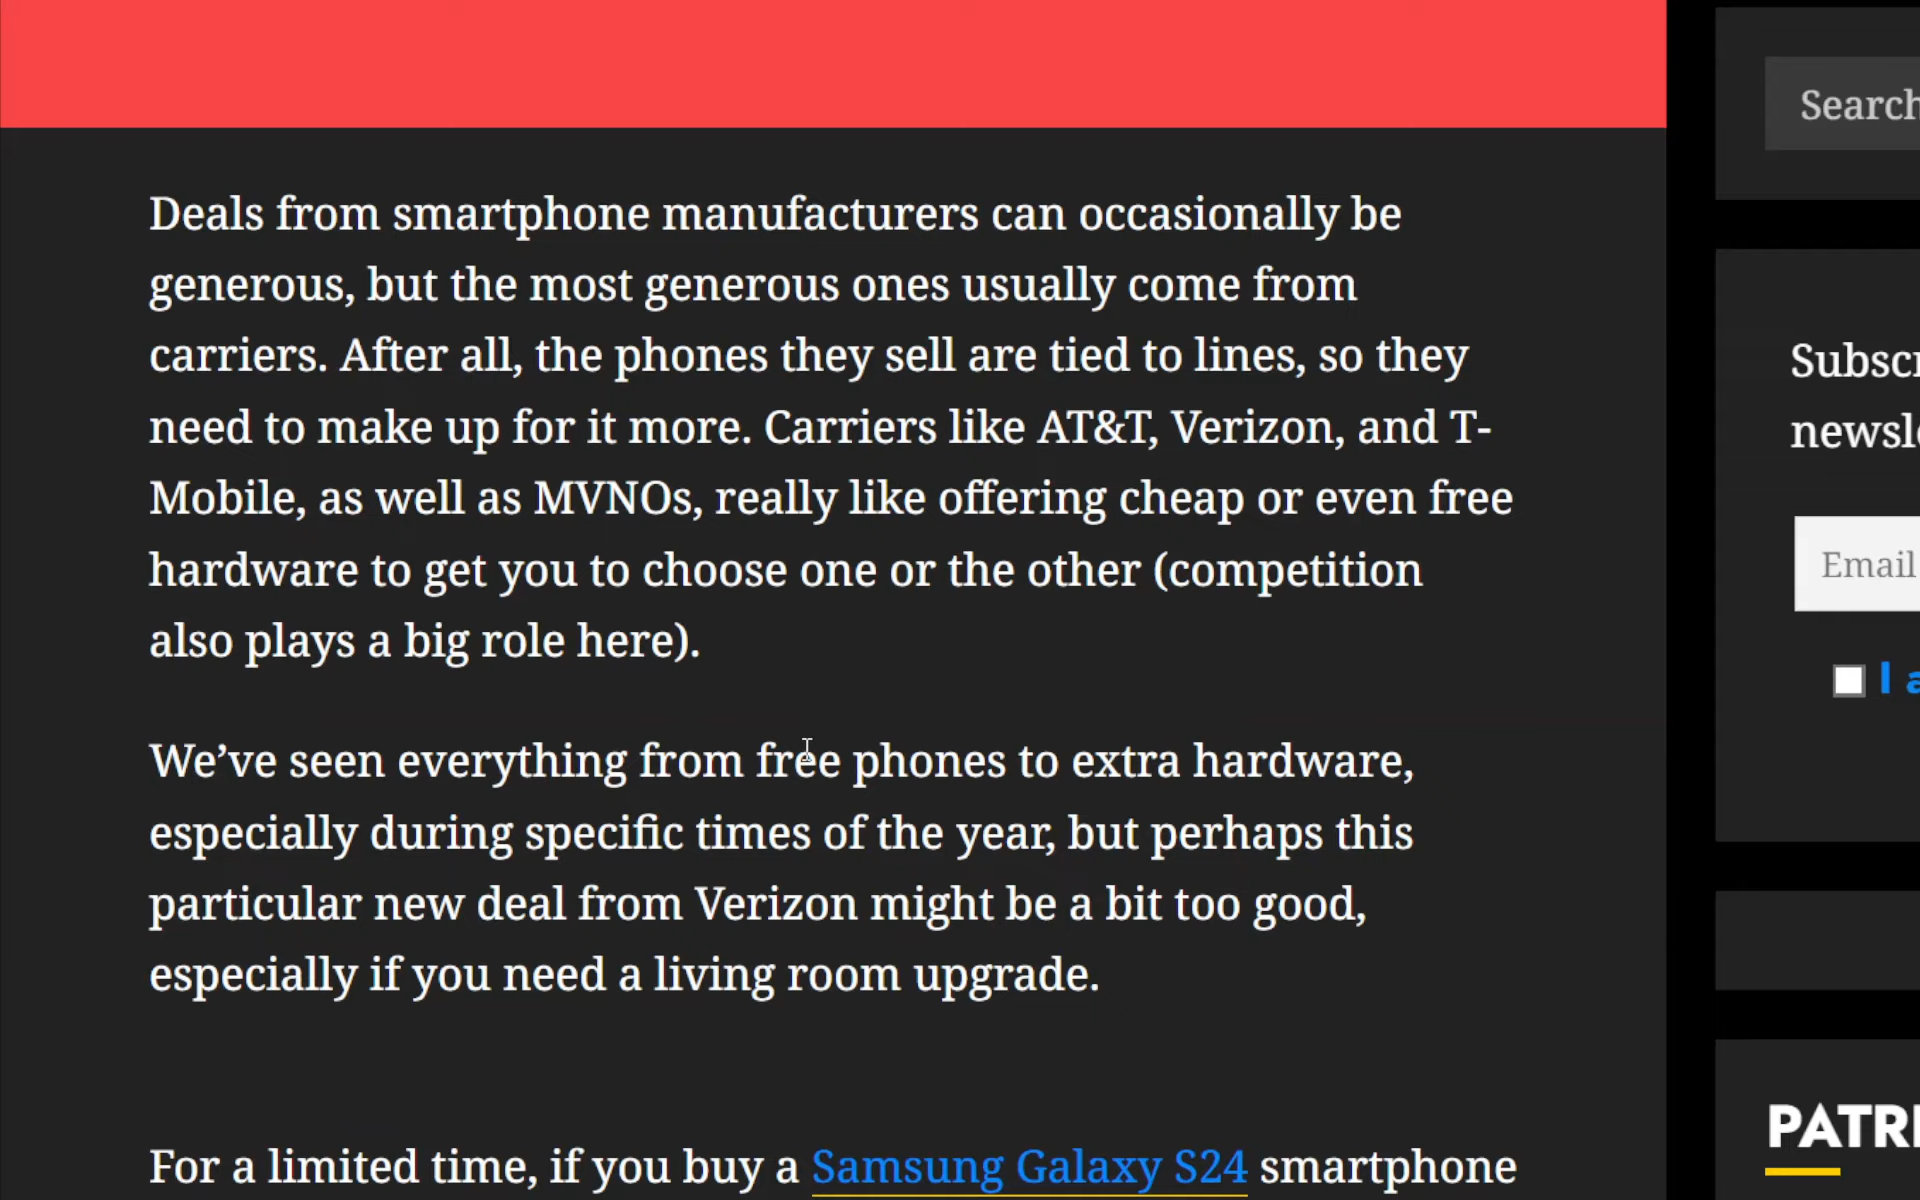 Deals from smartphone manufacturers can occasionally be
generous, but the most generous ones usually come from
carriers. After all, the phones they sell are tied to lines, so they
need to make up for it more. Carriers like AT&T, Verizon, and T-
Mobile, as well as MVNOs, really like offering cheap or even free
hardware to get you to choose one or the other (competition
also plays a big role here).
We’ve seen everything from free phones to extra hardware,
especially during specific times of the year, but perhaps this
particular new deal from Verizon might be a bit too good,
especially if you need a living room upgrade.
For a limited time, if you buy a Samsung Galaxy S24 smartphone
Search
Email
I